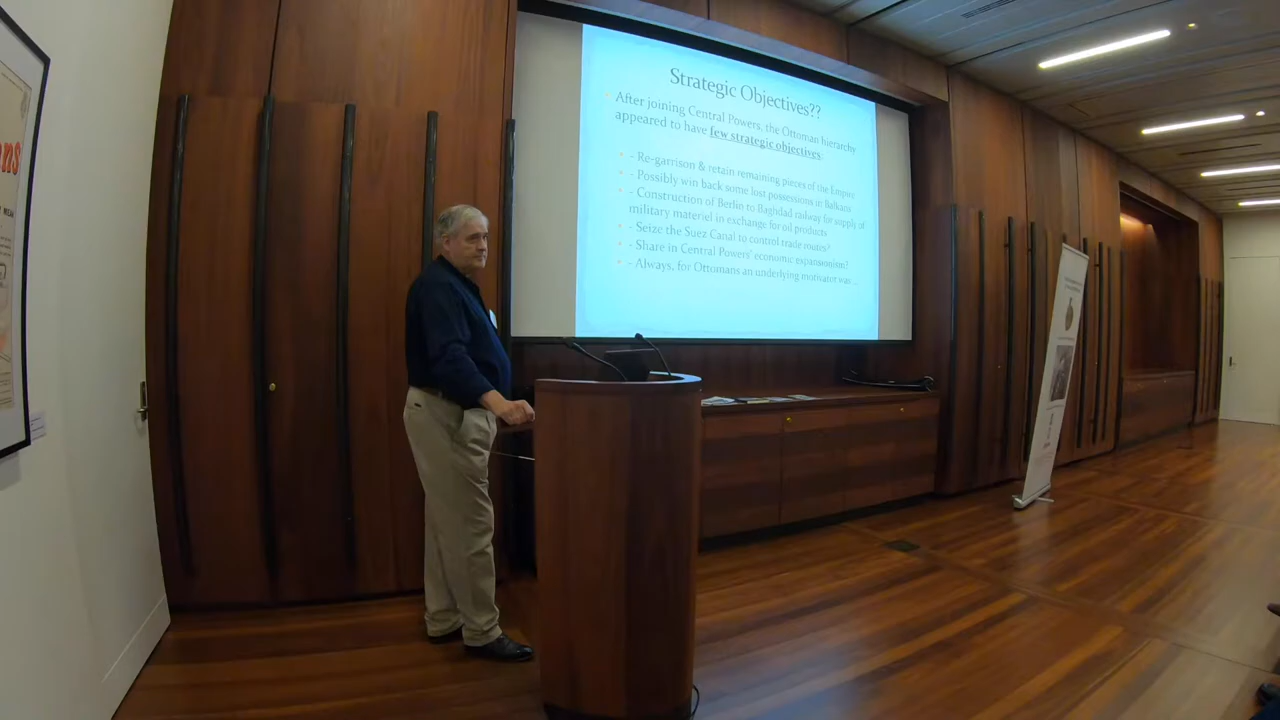 Strategic Objectives??
After joining Central Powers, the Ottoman hierarchy
appeared to have few strategic objectives:
- Re-garrison & retain remaining pieces of the Empire
- Possibly win back some lost possessions in Balkans
- Construction of Berlin to Baghdad railway for supply of
military materiel in exchange for oil products
- Seize the Suez Canal to control trade routes?
- Share in Central Powers' economic expansionism?
- Always, for Ottomans an underlying motivator was ...
ns